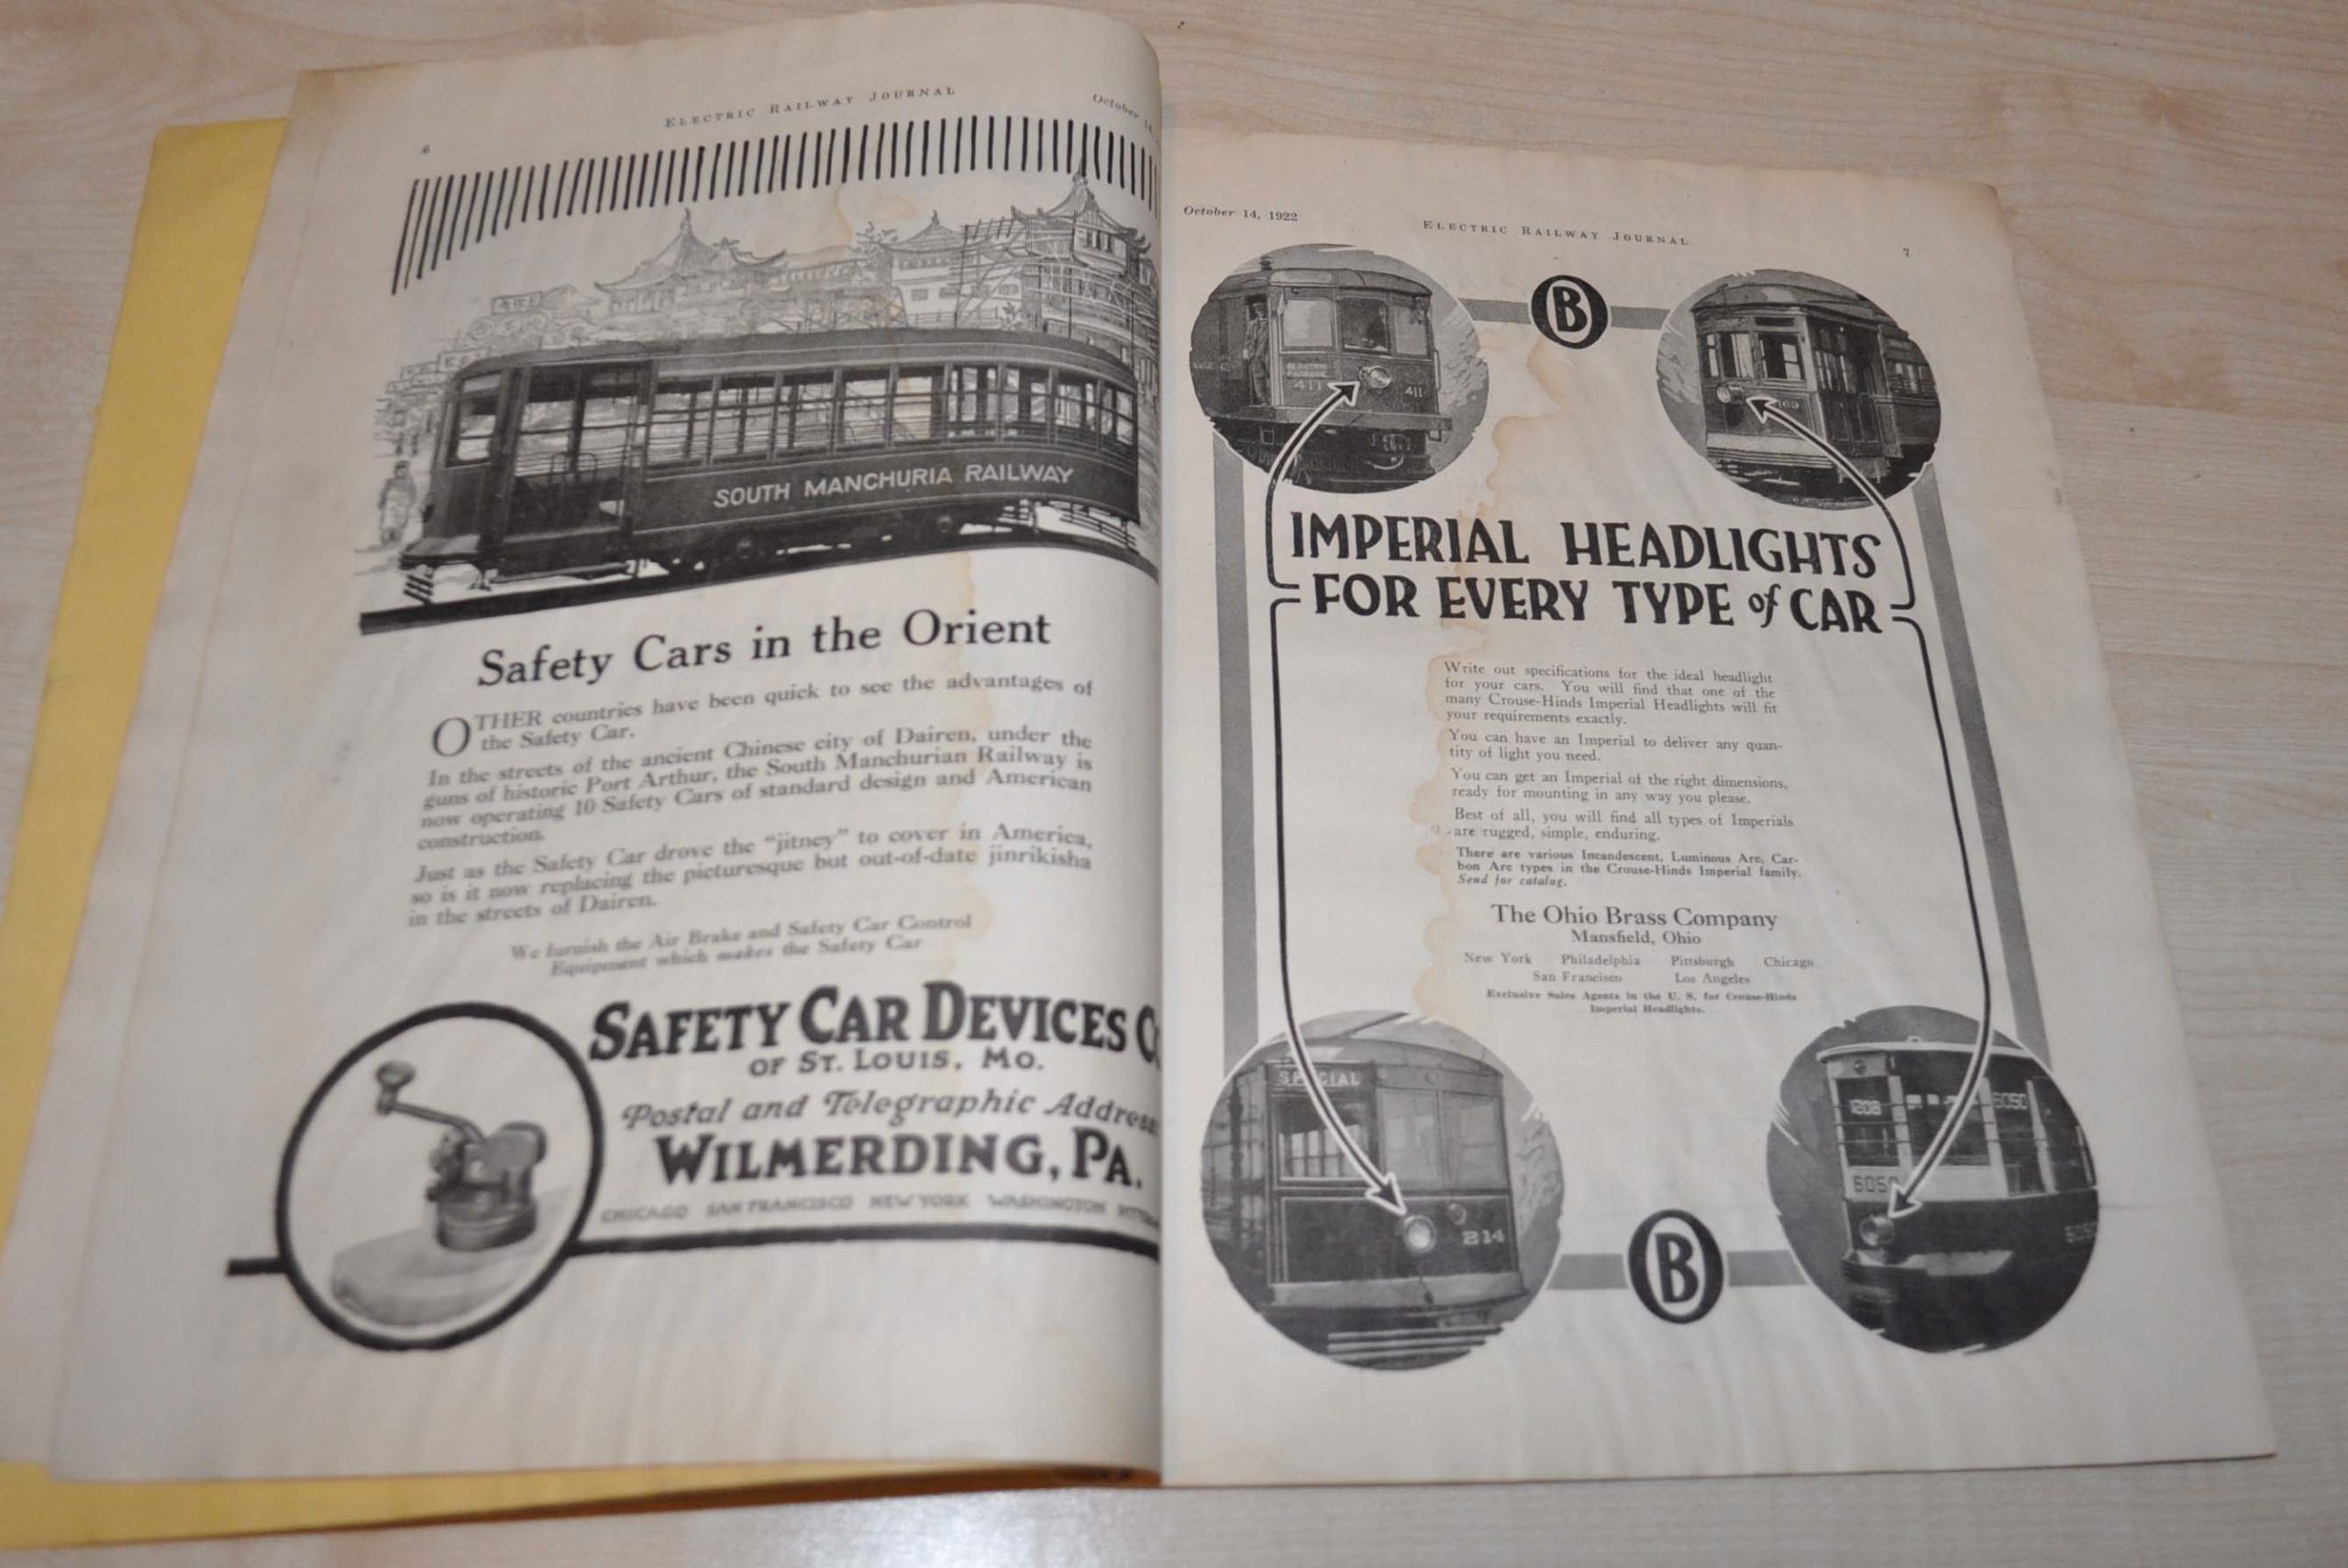 6
ELECTRIC RAILWAY JOURNAL
October 14,
SOUTH MANCHURIA RAILWAY
Safety Cars in the Orient
OTHER countries have been quick to see the advantages of
the Safety Car.
In the streets of the ancient Chinese city of Dairen, under the
guns of historic Port Arthur, the South Manchurian Railway is
now operating 10 Safety Cars of standard design and American
construction.
Just as the Safety Car drove the "jitney" to cover in America,
so is it now replacing the picturesque but out-of-date jinrikisha
in the streets of Dairen.
We furnish the Air Brake and Safety Car Control
Equipment which makes the Safety Car
SAFETY CAR DEVICES C
OF ST. LOUIS, MO.
Postal and Telegraphic Address
WILMERDING, PA.
CHICAGO SAN FRANCISCO NEW YORK WASHINGTON
October 14, 1922
ELECTRIC RAILWAY JOURNAL
7
B
ELECTRIC
PACKAGE
411
411
IMPERIAL HEADLIGHTS
FOR EVERY TYPE of CAR
Write out specifications for the ideal headlight
for your cars. You will find that one of the
many Crouse-Hinds Imperial Headlights will fit
your requirements exactly.
You can have an Imperial to deliver any quan-
tity of light you need.
You can get an Imperial of the right dimensions,
ready for mounting in any way you please.
Best of all, you will find all types of Imperials
are rugged, simple, enduring.
There are various Incandescent, Luminous Arc, Car-
bon Arc types in the Crouse-Hinds Imperial family.
Send for catalog.
The Ohio Brass Company
Mansfield, Ohio
New York Philadelphia Pittsburgh Chicago
San Francisco Los Angeles
Exclusive Sales Agents in the U. S. for Crouse-Hinds
Imperial Headlights.
SPECIAL
214
1208
6050
6050
6050
B